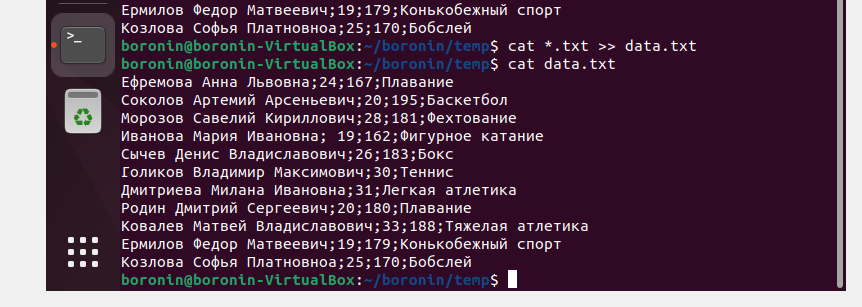 Ермилов Федор Матвеевич;19;179;Конькобежный спорт
Козлова Софья Платновноа;25;170;Бобслей
boronin@boronin-VirtualBox:~/boronin/temp$ cat *.txt >> data.txt
boronin@boronin-VirtualBox:~/boronin/temp$ cat data.txt
Ефремова Анна Львовна;24;167;Плавание
Соколов Артемий Арсеньевич;20;195;Баскетбол
Морозов Савелий Кириллович;28;181;Фехтование
Иванова Мария Ивановна; 19;162;Фигурное катание
Сычев Денис Владиславович;26;183;Бокс
Голиков Владимир Максимович;30;Теннис
Дмитриева Милана Ивановна;31;Легкая атлетика
Родин Дмитрий Сергеевич;20;180;Плавание
Ковалев Матвей Владиславович;33;188;Тяжелая атлетика
Ермилов Федор Матвеевич;19;179;Конькобежный спорт
Козлова Софья Платновноа;25;170;Бобслей
boronin@boronin-VirtualBox:~/boronin/temp$